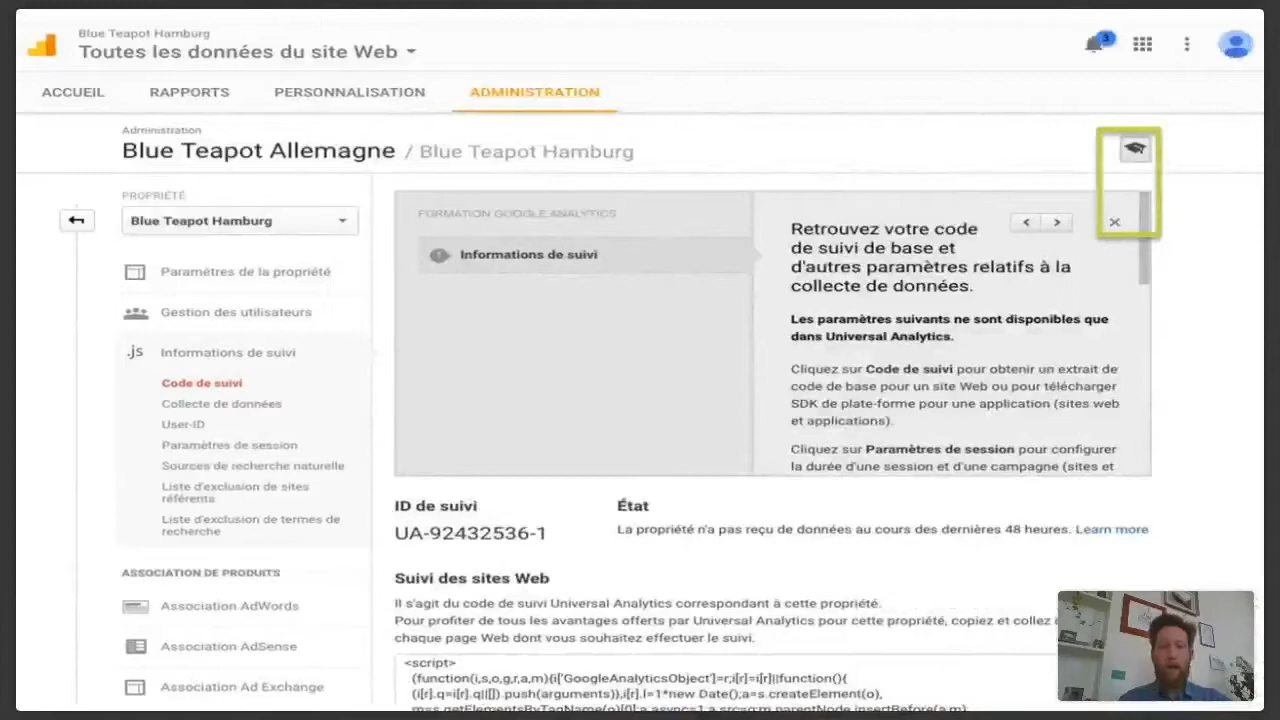 Blue Teapot Hamburg
Toutes les données du site Web
3
ACCUEIL RAPPORTS PERSONNALISATION ADMINISTRATION
Administration
Blue Teapot Allemagne / Blue Teapot Hamburg
PROPRIÉTÉ
Blue Teapot Hamburg
Paramètres de la propriété
Gestion des utilisateurs
.js Informations de suivi
Code de suivi
Collecte de données
User-ID
Paramètres de session
Sources de recherche naturelle
Liste d'exclusion de sites
référents
Liste d'exclusion de termes de
recherche
ASSOCIATION DE PRODUITS
Association AdWords
Association AdSense
Association Ad Exchange
FORMATION GOOGLE ANALYTICS
Informations de suivi
Retrouvez votre code
de suivi de base et
d'autres paramètres relatifs à la
collecte de données.
Les paramètres suivants ne sont disponibles que
dans Universal Analytics.
Cliquez sur Code de suivi pour obtenir un extrait de
code de base pour un site Web ou pour télécharger
SDK de plate-forme pour une application (sites web
et applications).
Cliquez sur Paramètres de session pour configurer
la durée d'une session et d'une campagne (sites et
ID de suivi
UA-92432536-1
État
La propriété n'a pas reçu de données au cours des dernières 48 heures. Learn more
Suivi des sites Web
Il s'agit du code de suivi Universal Analytics correspondant à cette propriété.
Pour profiter de tous les avantages offerts par Universal Analytics pour cette propriété, copiez et collez
chaque page Web dont vous souhaitez effectuer le suivi.
<script>
(function(i,s,o,g,r,a,m){i['GoogleAnalyticsObject']=r;i[r]=i[r]||function(){
(i[r].q=i[r].q||[]).push(arguments)},i[r].l=1*new Date();a=s.createElement(o),
m=s.getElementsByTagName(o)[0];a.async=1;a.src=g;m.parentNode.insertBefore(a,m)